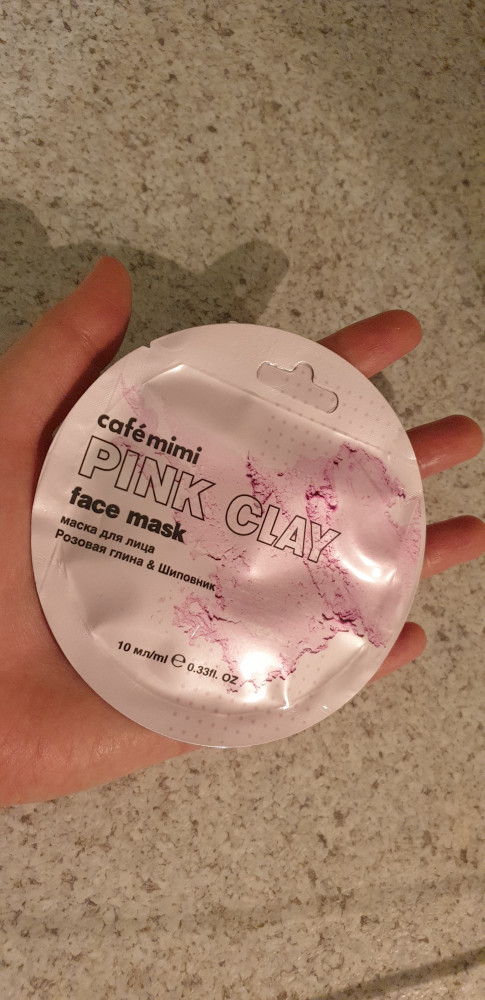 café mimi
PINK CLAY
face mask
маска для лица
Розовая глина & Шиповник
10 мл/ml ℮ 0.33fl. OZ